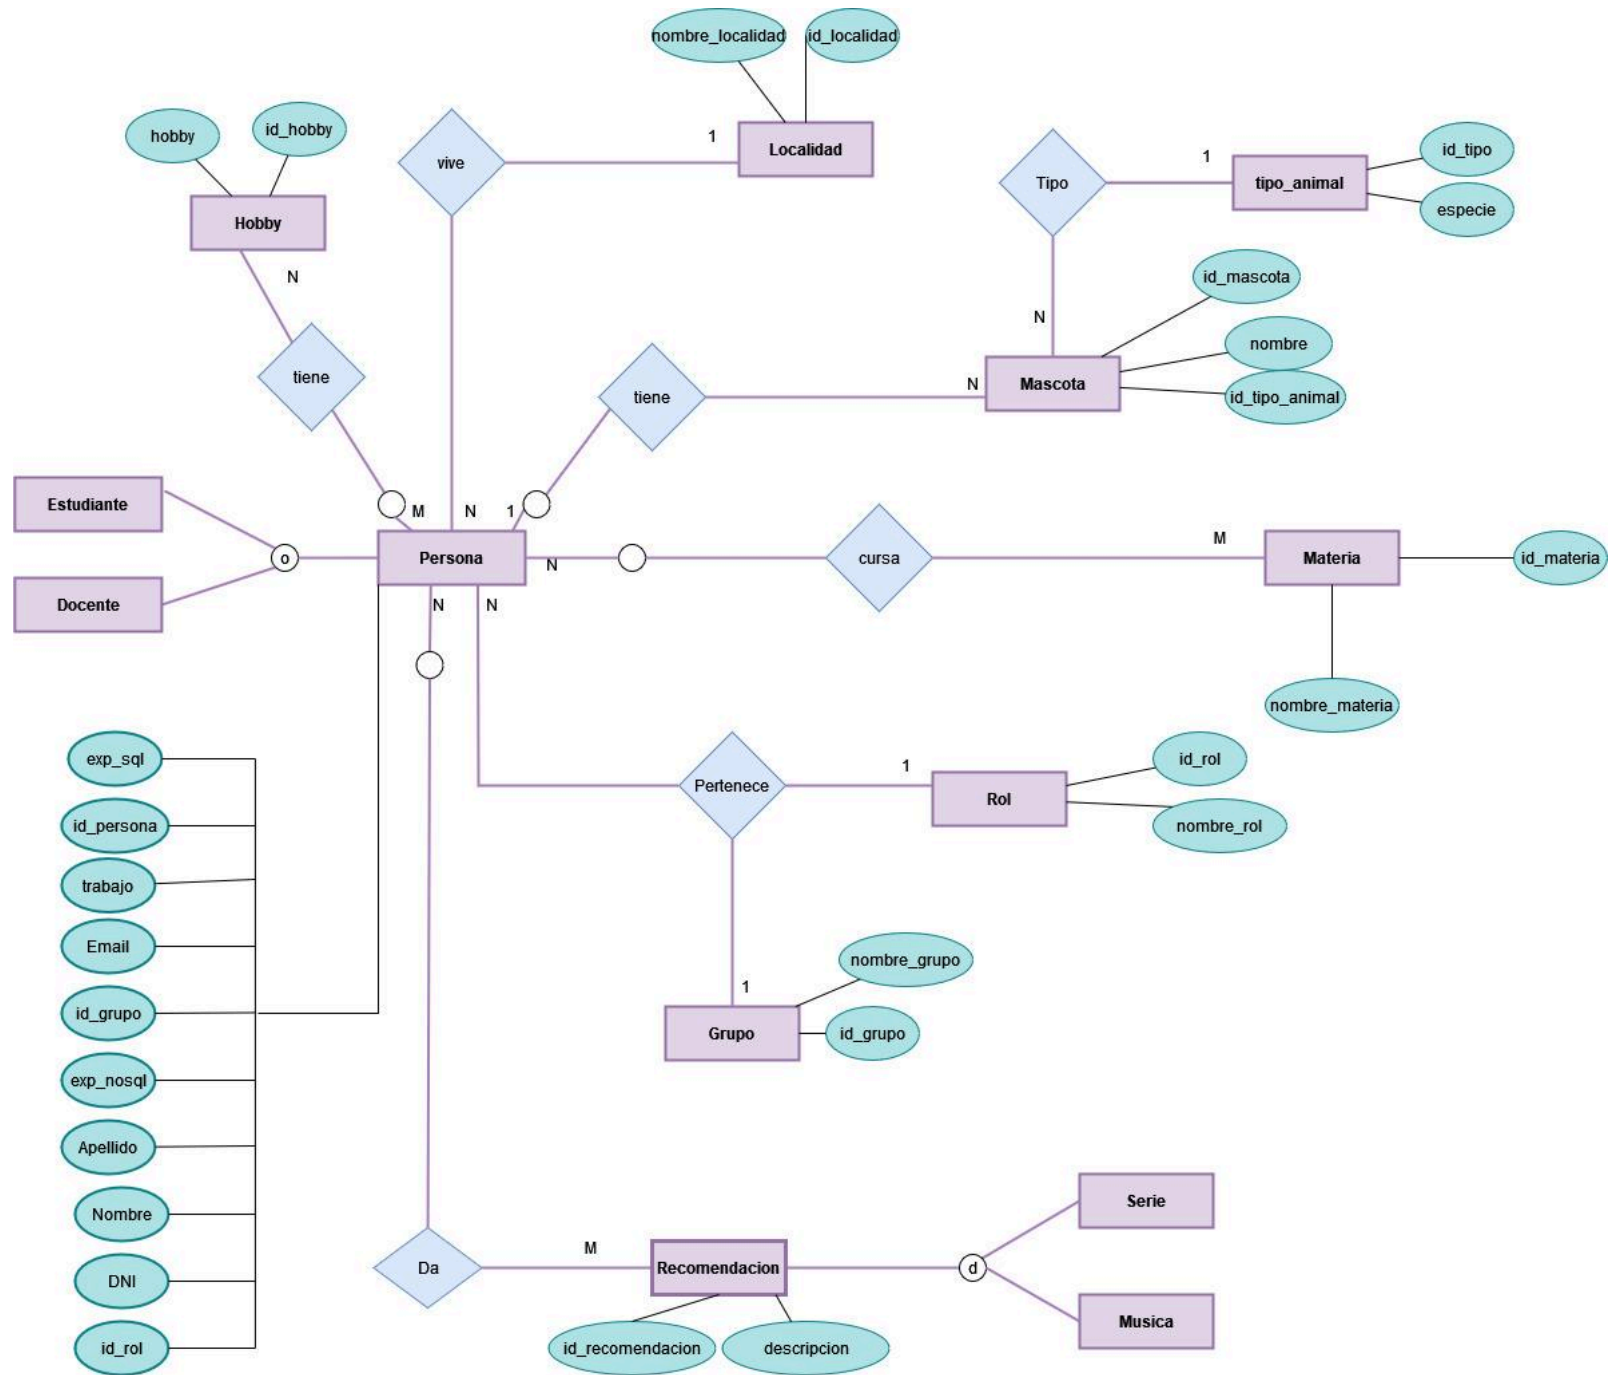 nombre_localidad
id_localidad
hobby
id_hobby
vive
1
Localidad
Tipo
1
tipo_animal
id_tipo
especie
Hobby
N
id_mascota
N
nombre
tiene
tiene
N
Mascota
id_tipo_animal
Estudiante
M
N
1
o
Persona
N
cursa
M
Materia
id_materia
Docente
N
N
nombre_materia
exp_sql
id_persona
trabajo
Email
id_grupo
exp_nosql
Apellido
Nombre
DNI
id_rol
Pertenece
1
Rol
id_rol
nombre_rol
nombre_grupo
1
Grupo
id_grupo
Da
M
Recomendacion
d
Serie
Musica
id_recomendacion
descripcion